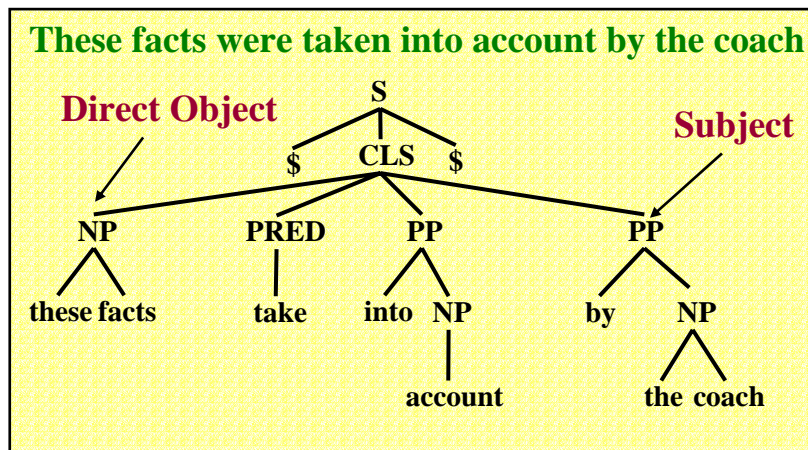 These facts were taken into account by the coach
S
Direct Object
Subject
$ CLS $
NP PRED PP PP
these facts take into NP by NP
account the coach